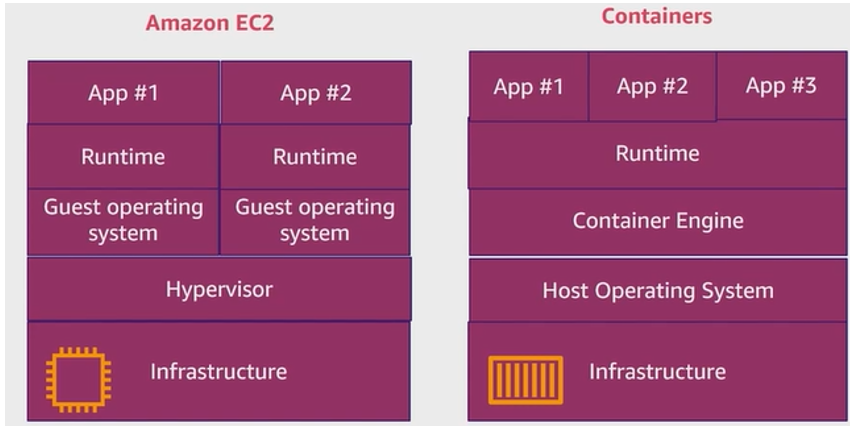 Amazon EC2
App #1
App #2
Runtime
Runtime
Guest operating
system
Guest operating
system
Hypervisor
Infrastructure
Containers
App #1
App #2
App #3
Runtime
Container Engine
Host Operating System
Infrastructure